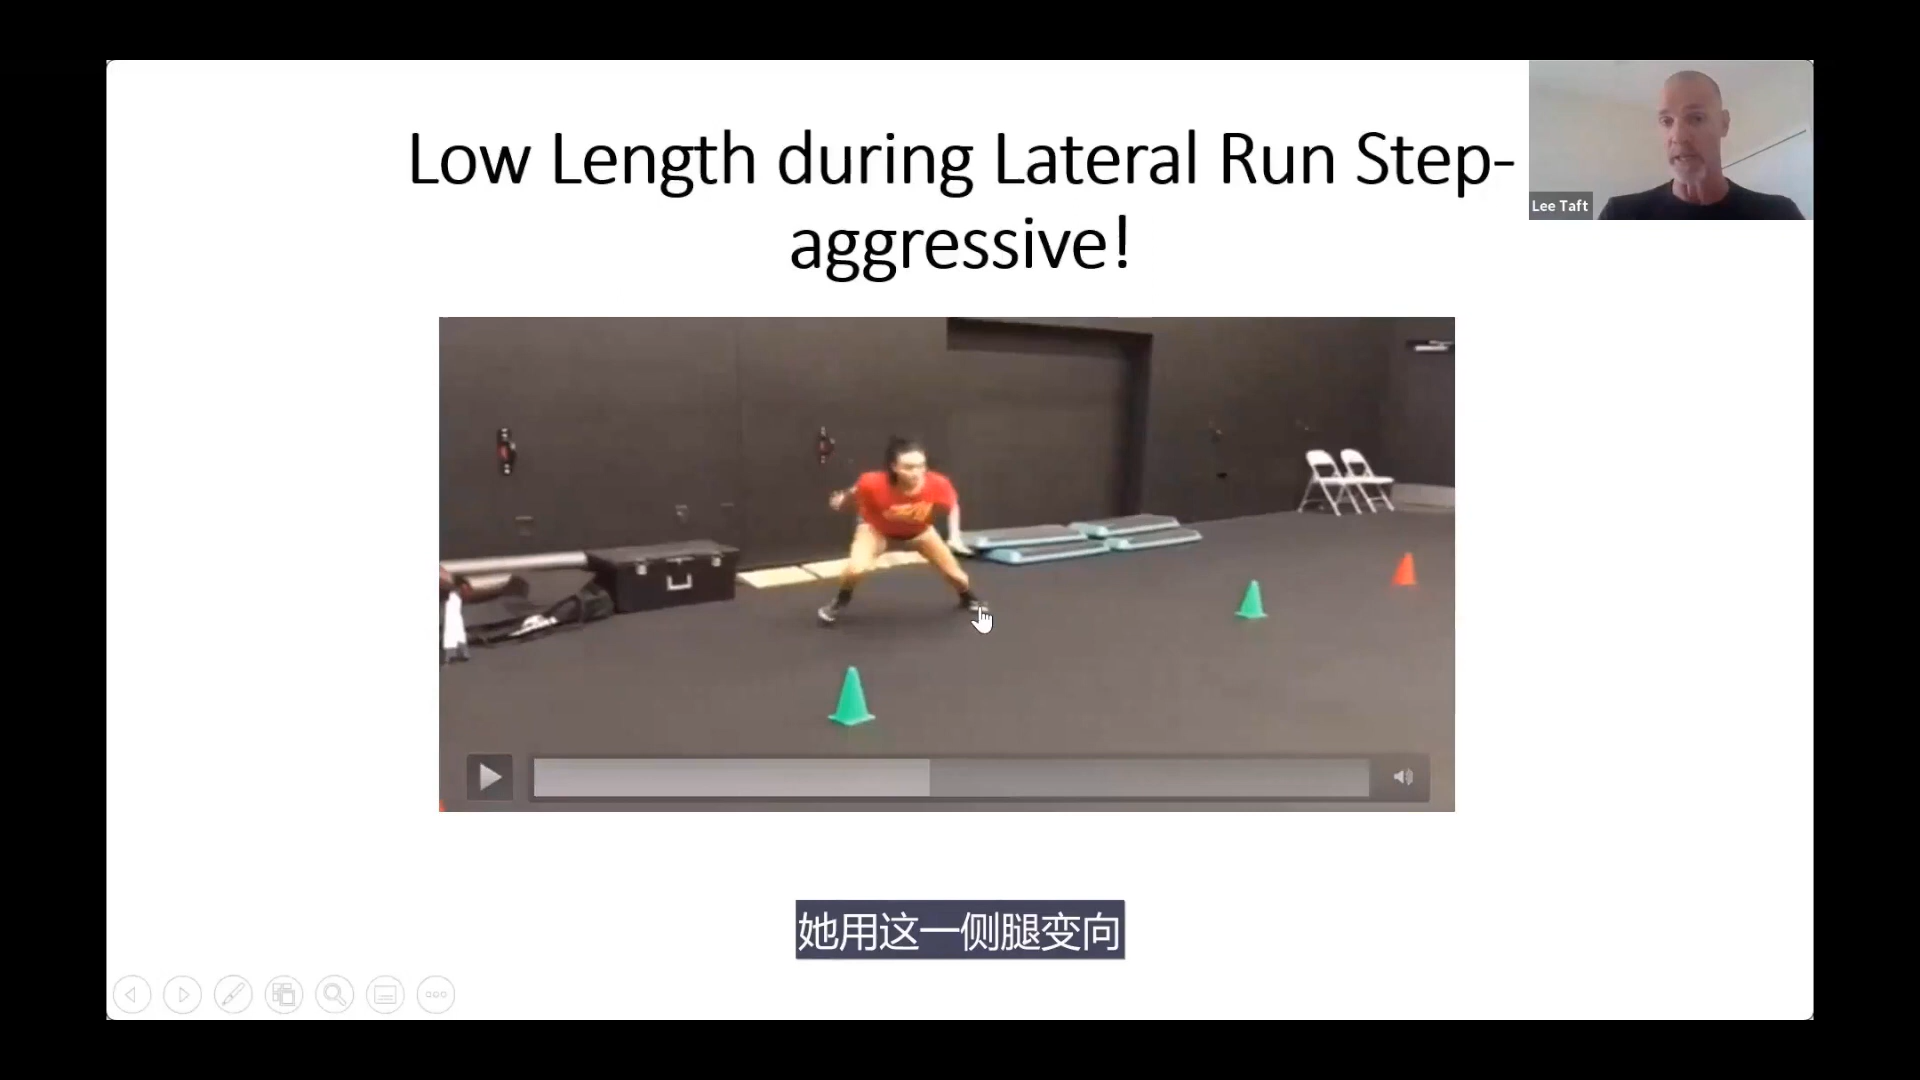 Low Length during Lateral Run Step-
aggressive!
Lee Taft
她用这一侧腿变向